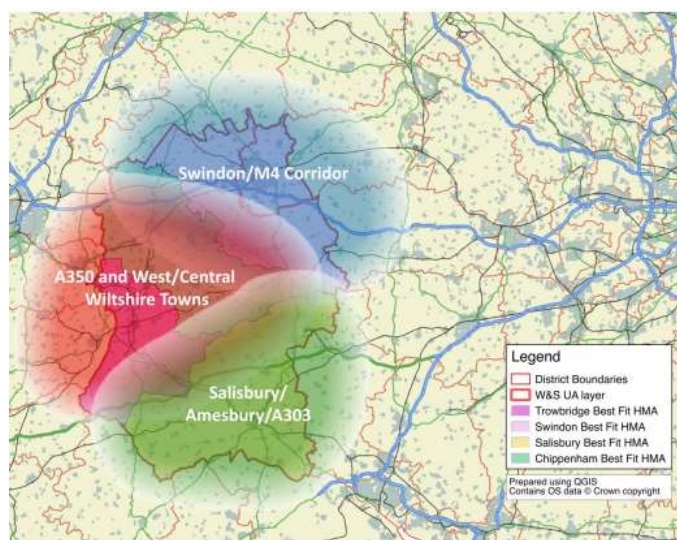 Swindon/M4 Corridor
A350 and West/Central
Wiltshire Towns
Salisbury/
Amesbury/A303
Legend
District Boundaries
W&S UA layer
Trowbridge Best Fit HMA
Swindon Best Fit HMA
Salisbury Best Fit HMA
Chippenham Best Fit HMA
Prepared using QGIS
Contains OS data © Crown copyright